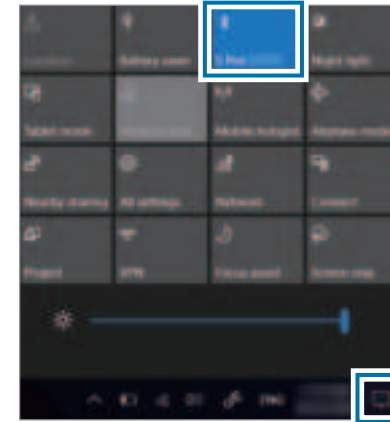 Battery saver S Pen Night light
Tablet mode Mobile hotspot Airplane mode
Nearby sharing All settings Network Connect
Project VPN Focus assist Screen snip
ENG